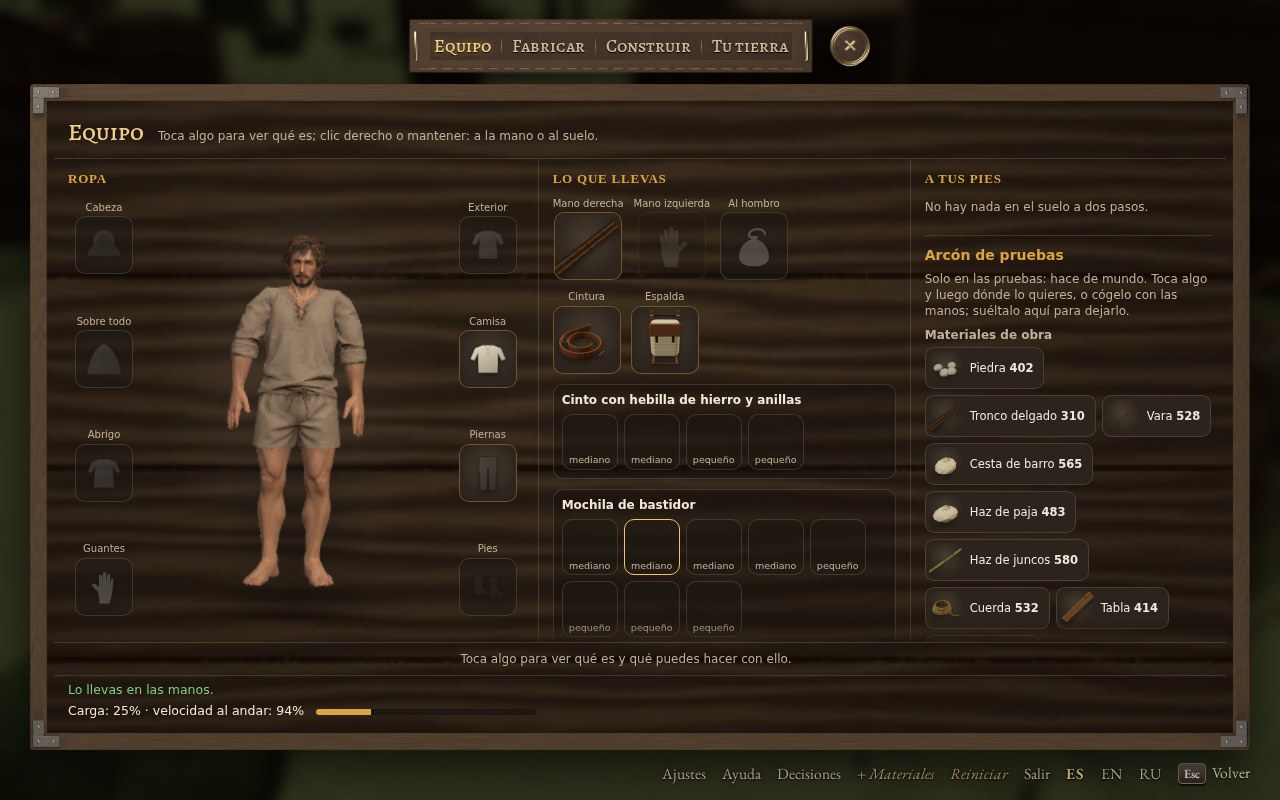 Equipo Fabricar Construir Tu tierra ✕
Equipo Toca algo para ver qué es; clic derecho o mantener: a la mano o al suelo.
ROPA
Cabeza
Exterior
Sobre todo
Camisa
Abrigo
Piernas
Guantes
Pies
LO QUE LLEVAS
Mano derecha Mano izquierda Al hombro
Cintura Espalda
Cinto con hebilla de hierro y anillas
mediano mediano pequeño pequeño
Mochila de bastidor
mediano mediano mediano mediano pequeño
pequeño pequeño pequeño
A TUS PIES
No hay nada en el suelo a dos pasos.
Arcón de pruebas
Solo en las pruebas: hace de mundo. Toca algo
y luego dónde lo quieres, o cógelo con las
manos; suéltalo aquí para dejarlo.
Materiales de obra
Piedra 402
Tronco delgado 310 Vara 528
Cesta de barro 565
Haz de paja 483
Haz de juncos 580
Cuerda 532 Tabla 414
Toca algo para ver qué es y qué puedes hacer con ello.
Lo llevas en las manos.
Carga: 25% · velocidad al andar: 94%
Ajustes Ayuda Decisiones + Materiales Reiniciar Salir ES EN RU Esc Volver